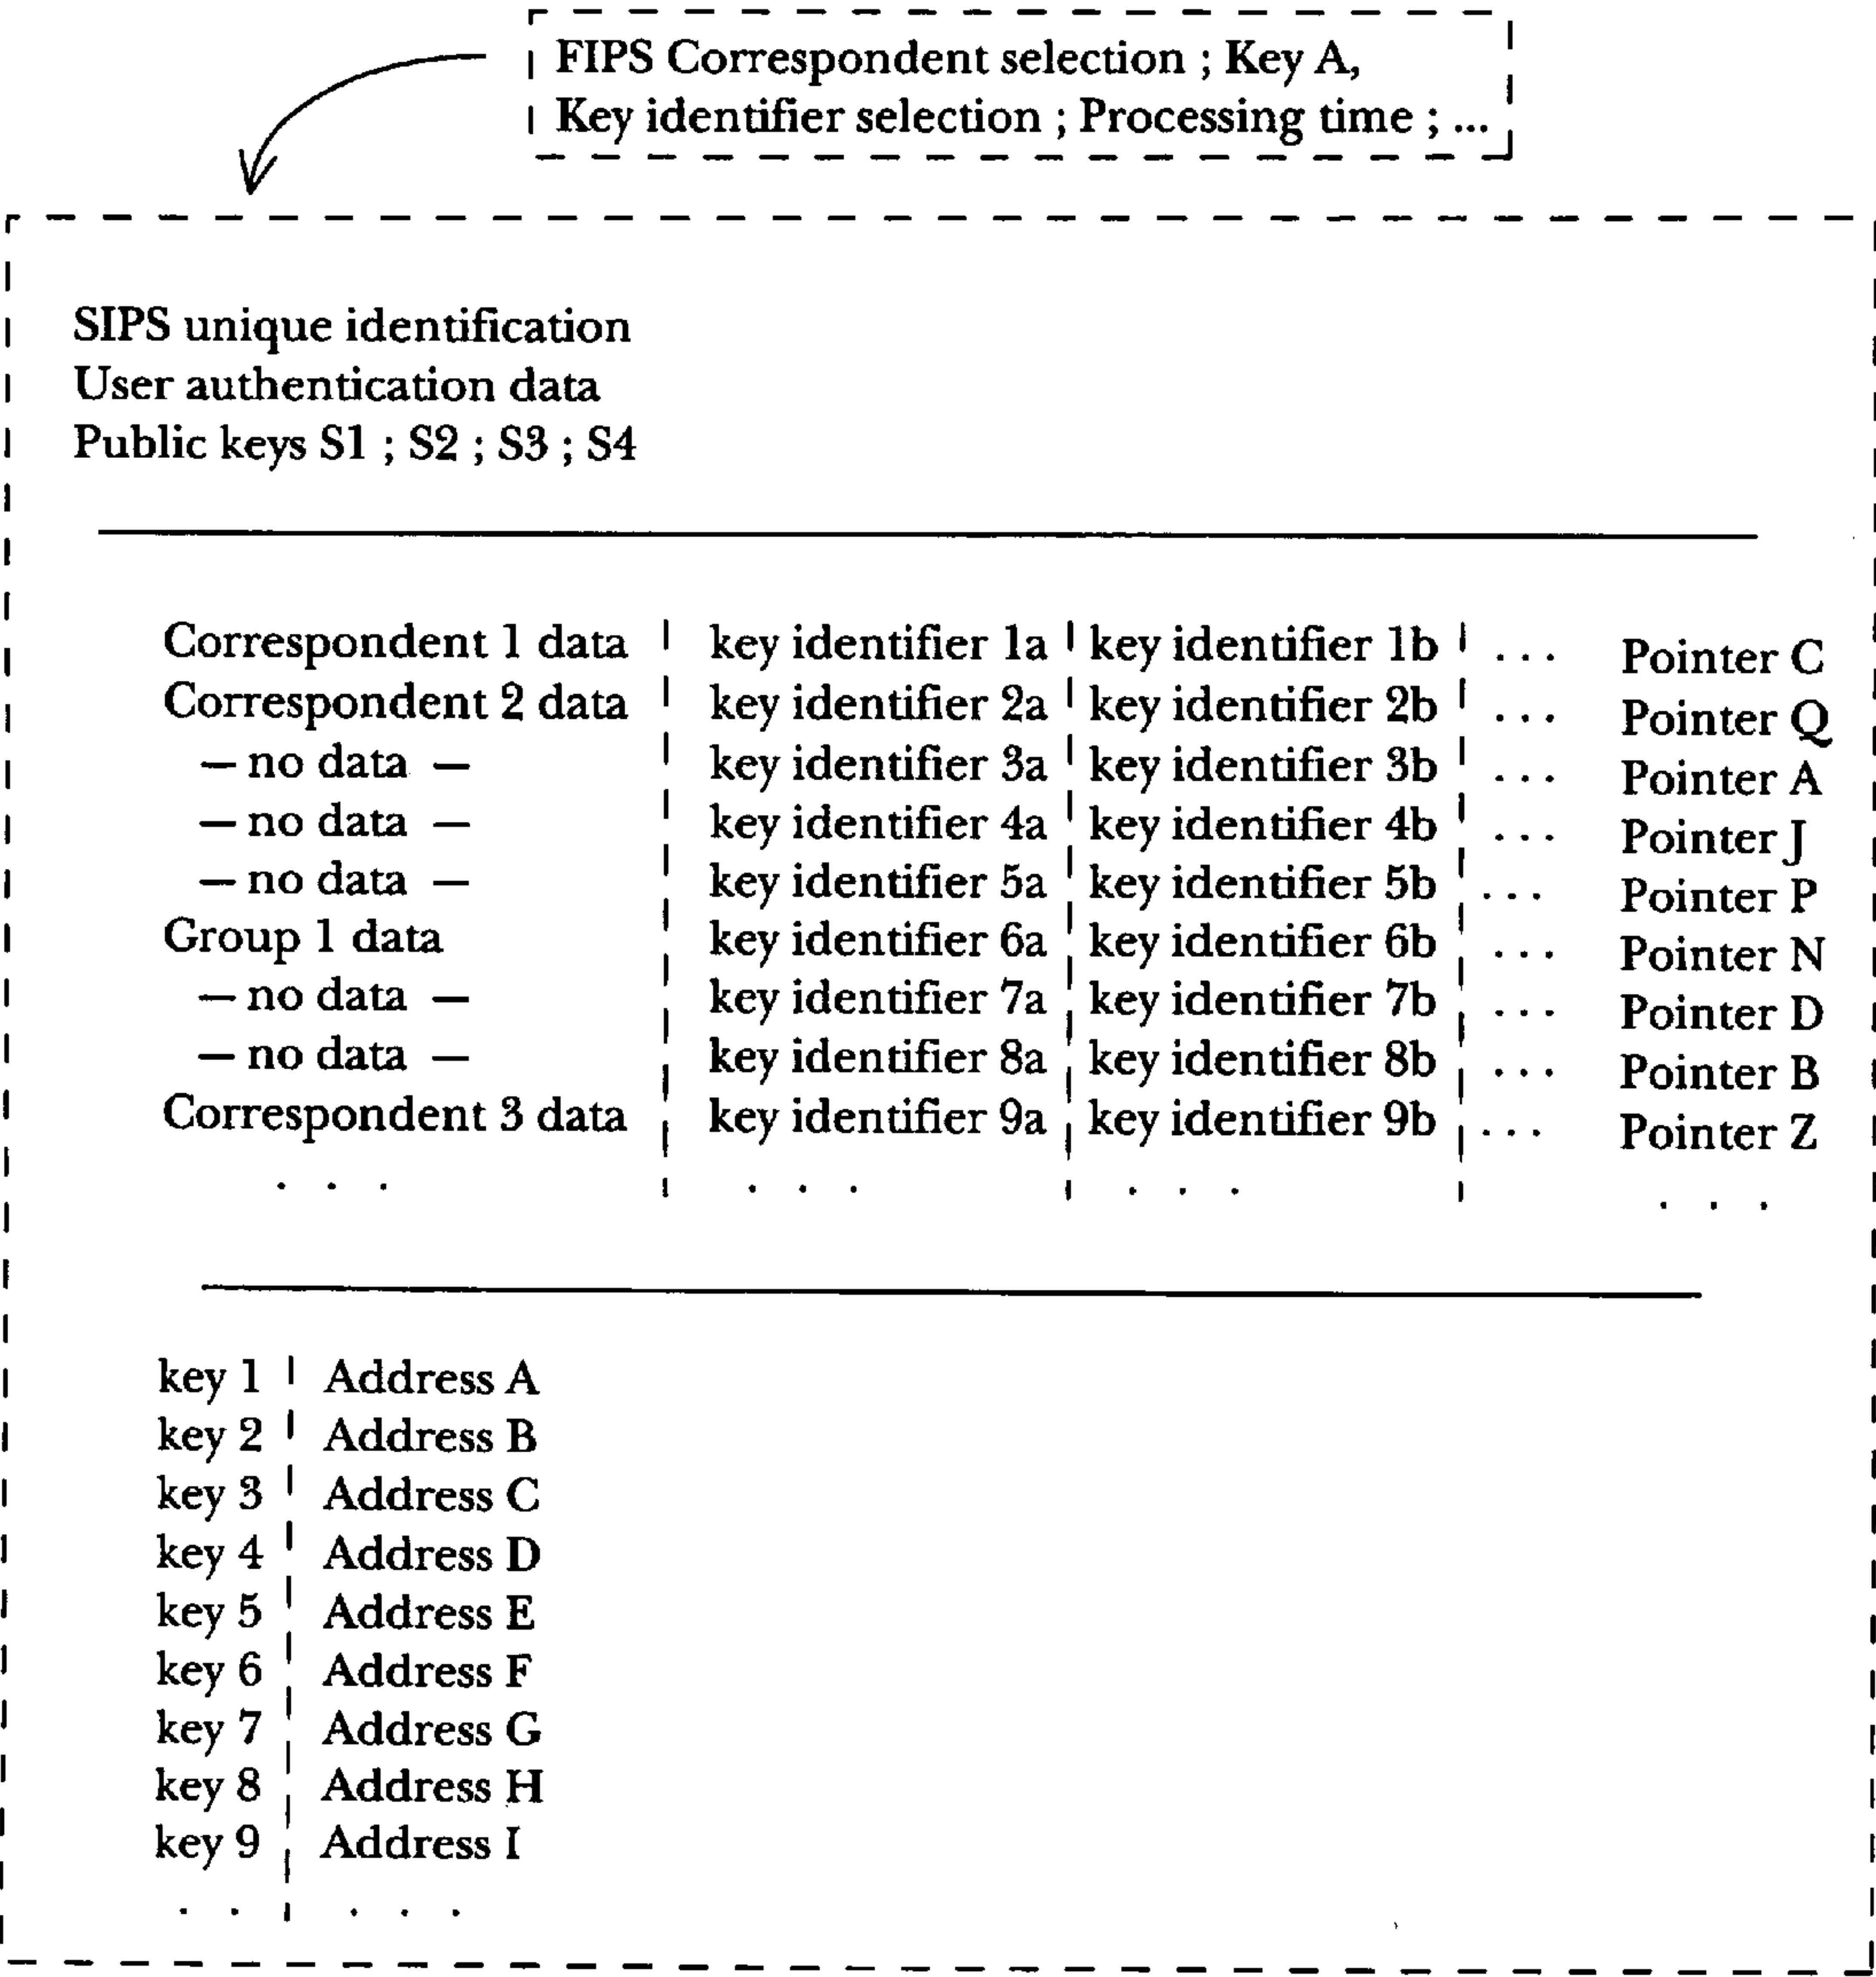 FIPS Correspondent selection ; Key A,
Key identifier selection ; Processing time ; ...
SIPS unique identification
User authentication data
Public keys S1 ; S2 ; S3 ; S4
Correspondent 1 data key identifier 1a key identifier 1b ... Pointer C
Correspondent 2 data key identifier 2a key identifier 2b ... Pointer Q
— no data — key identifier 3a key identifier 3b ... Pointer A
— no data — key identifier 4a key identifier 4b ... Pointer J
— no data — key identifier 5a key identifier 5b ... Pointer P
Group 1 data key identifier 6a key identifier 6b ... Pointer N
— no data — key identifier 7a key identifier 7b ... Pointer D
— no data — key identifier 8a key identifier 8b ... Pointer B
Correspondent 3 data key identifier 9a key identifier 9b ... Pointer Z
... ... ... ...
key 1 Address A
key 2 Address B
key 3 Address C
key 4 Address D
key 5 Address E
key 6 Address F
key 7 Address G
key 8 Address H
key 9 Address I
.. ...